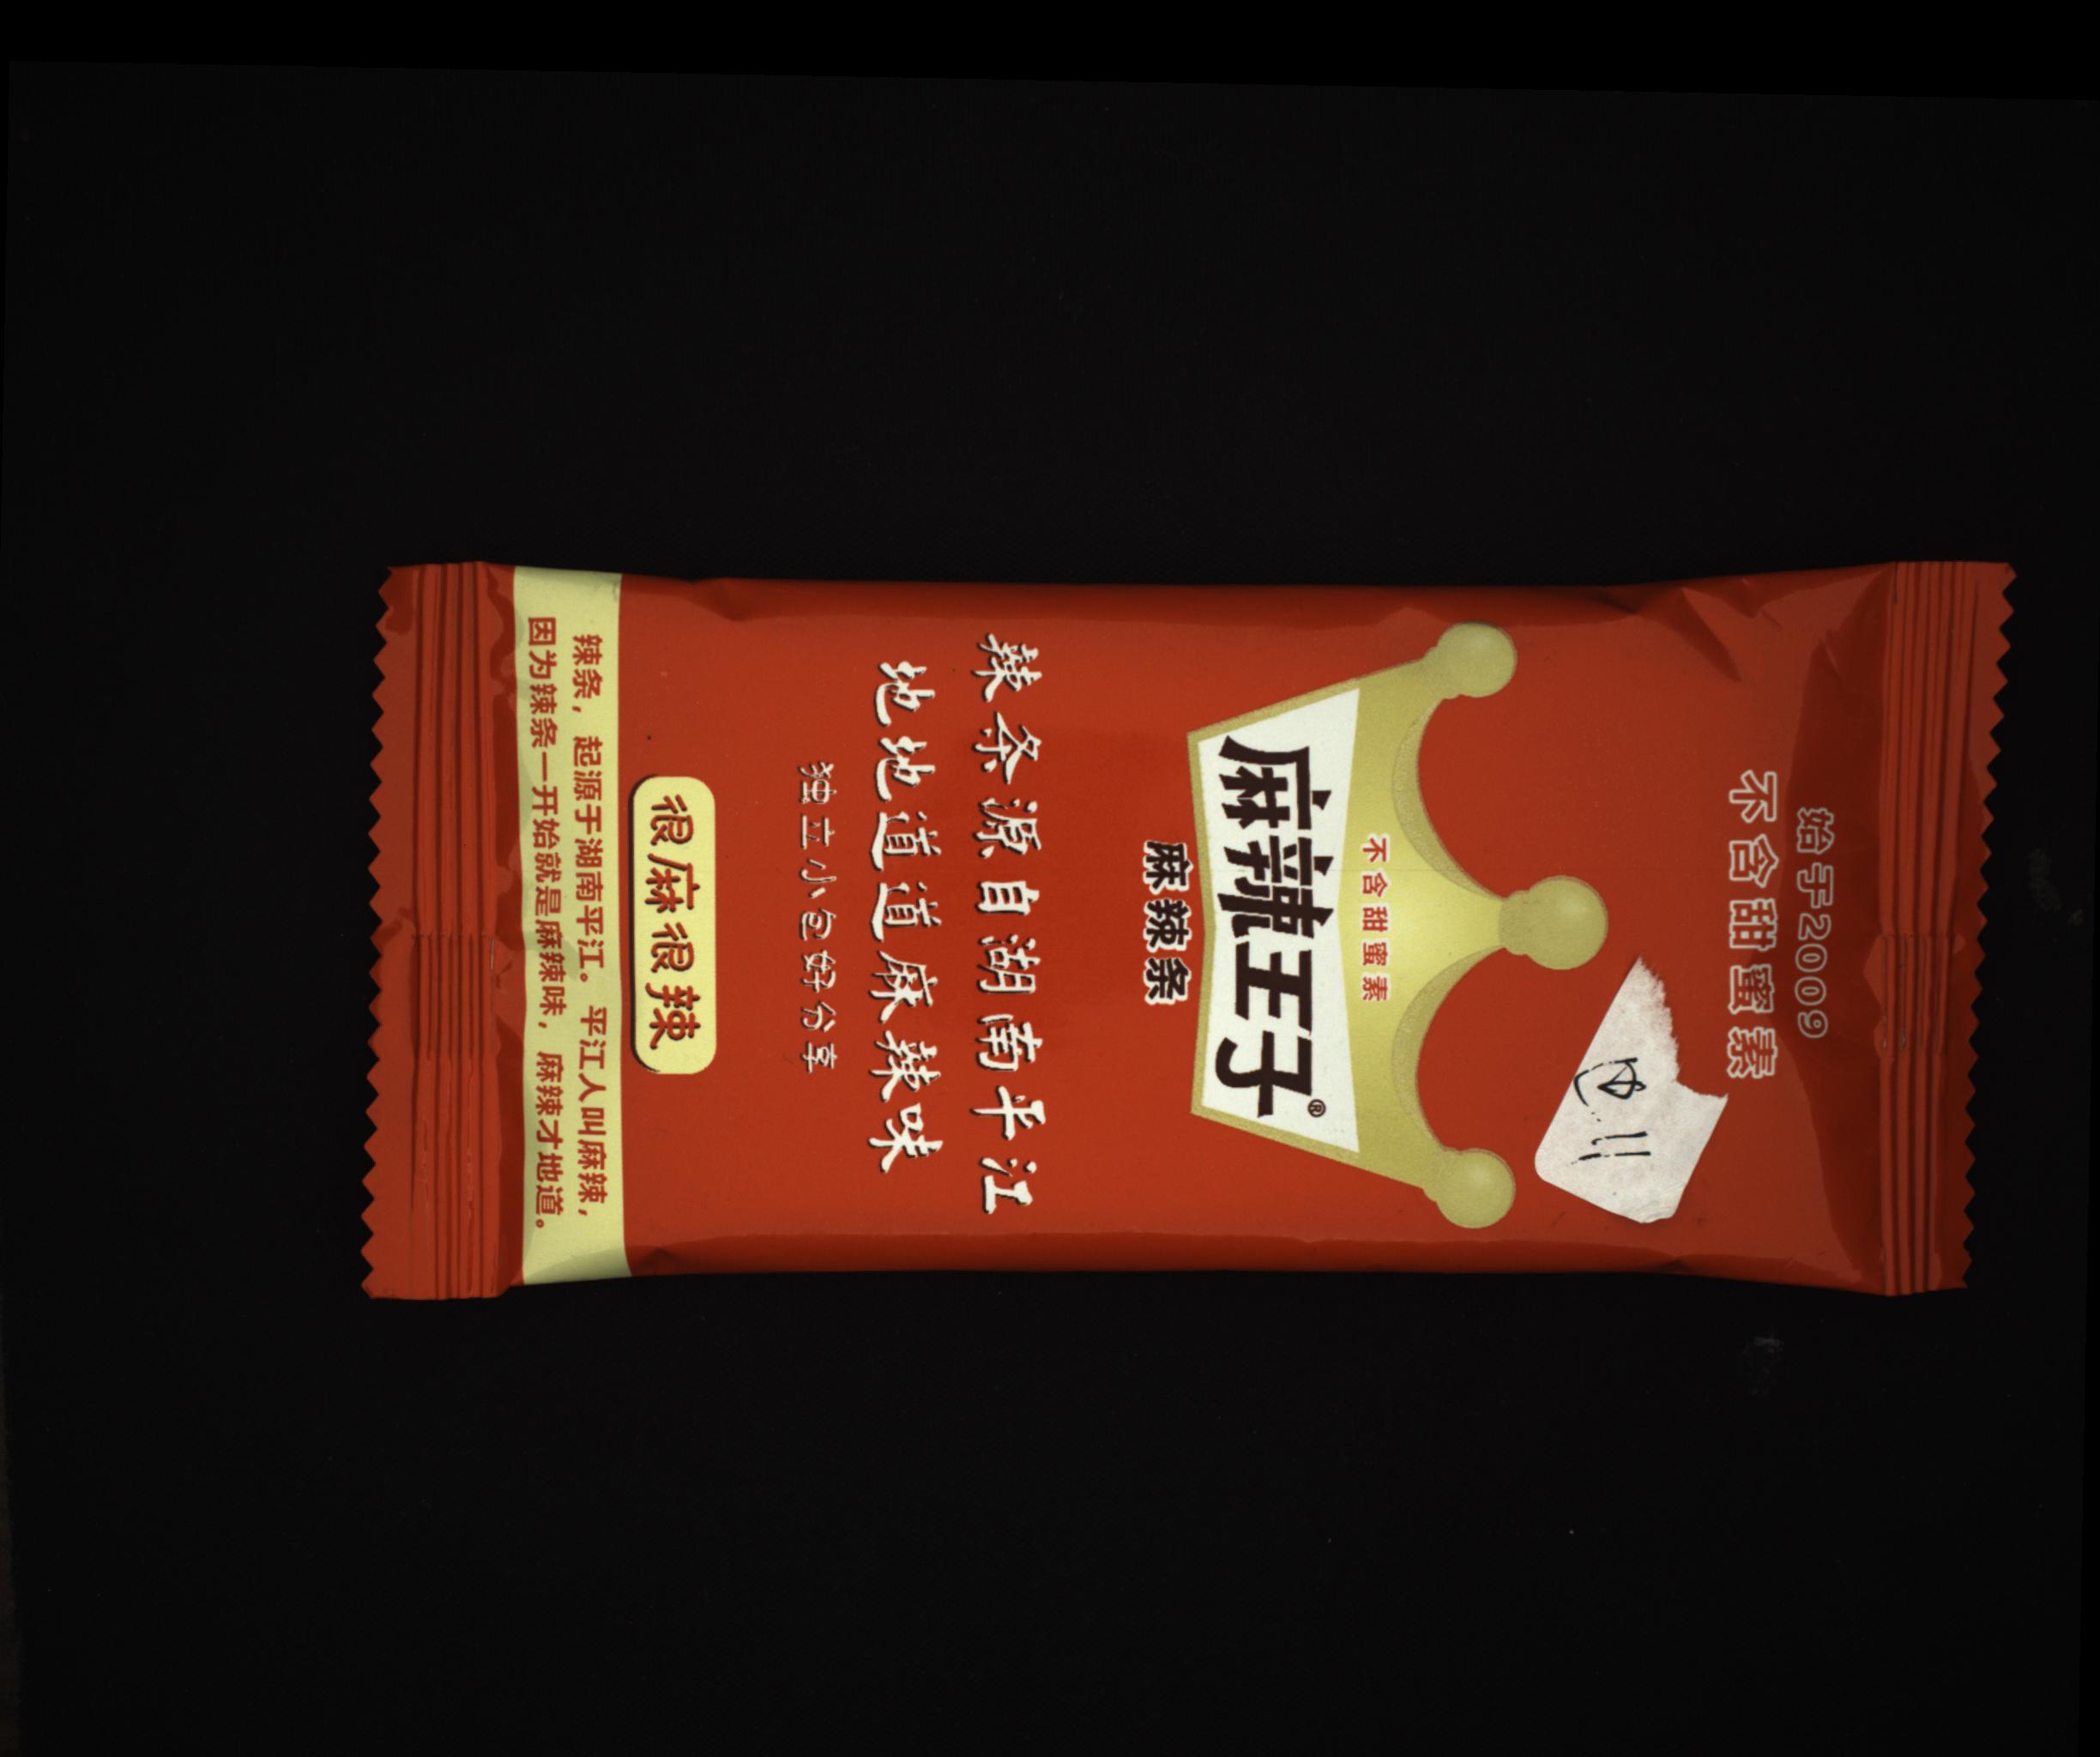 始于2009
不含甜蜜素
不含甜蜜素
麻辣王子®
麻辣条
辣条源自湖南平江
地地道道麻辣味
独立小包好分享
很麻很辣
辣条，起源于湖南平江。平江人叫麻辣，
因为辣条一开始就是麻辣味，麻辣才地道。